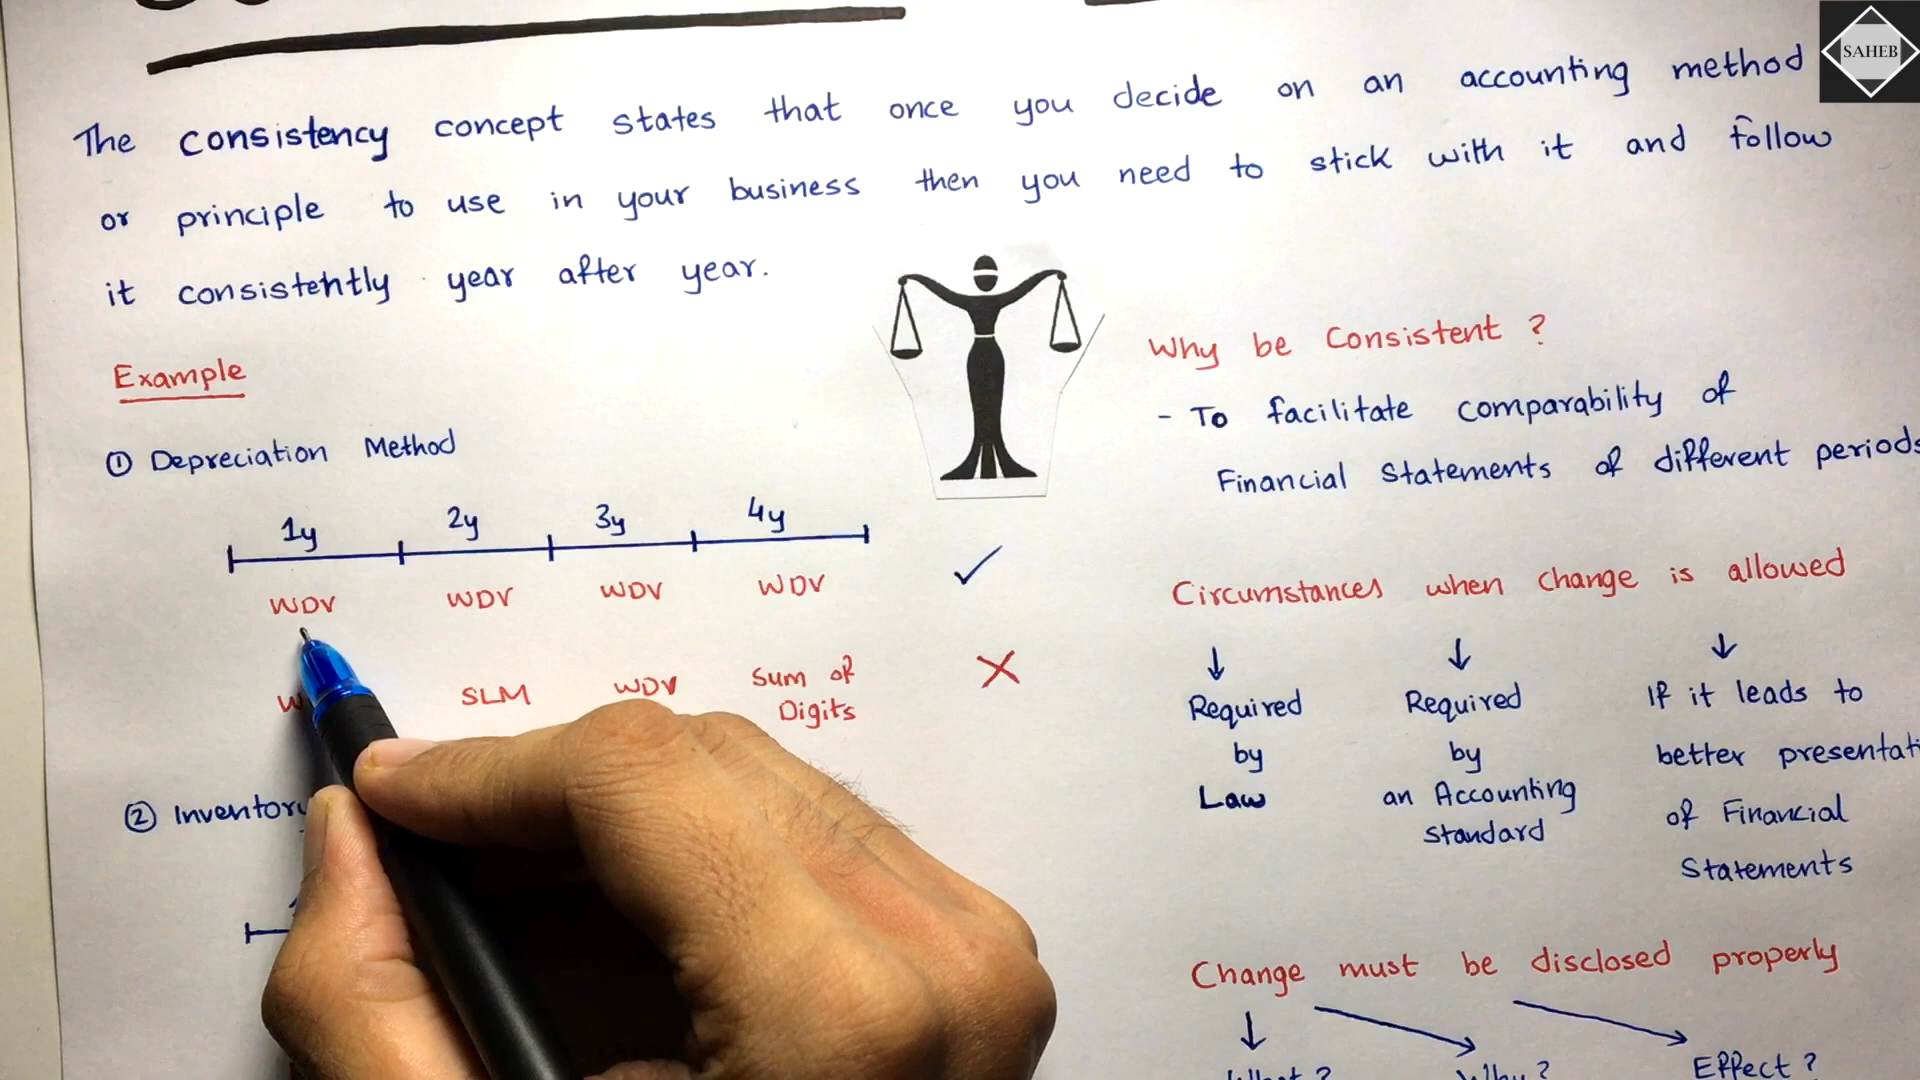 SAHEB
The consistency concept states that once you decide on an accounting method
or principle to use in your business then you need to stick with it and follow
it consistently year after year.
Example
① Depreciation Method
1y 2y 3y 4y
WDV WDV WDV WDV ✓
SLM WDV Sum of
Digits
✗
② Inventory
Why be Consistent ?
- To facilitate comparability of
Financial Statements of different periods
Circumstances when change is allowed
↓ ↓ ↓
Required
by
Law
Required
by
an Accounting
Standard
If it leads to
better presentati
of Financial
Statements
Change must be disclosed properly
What ? Why ? Effect ?